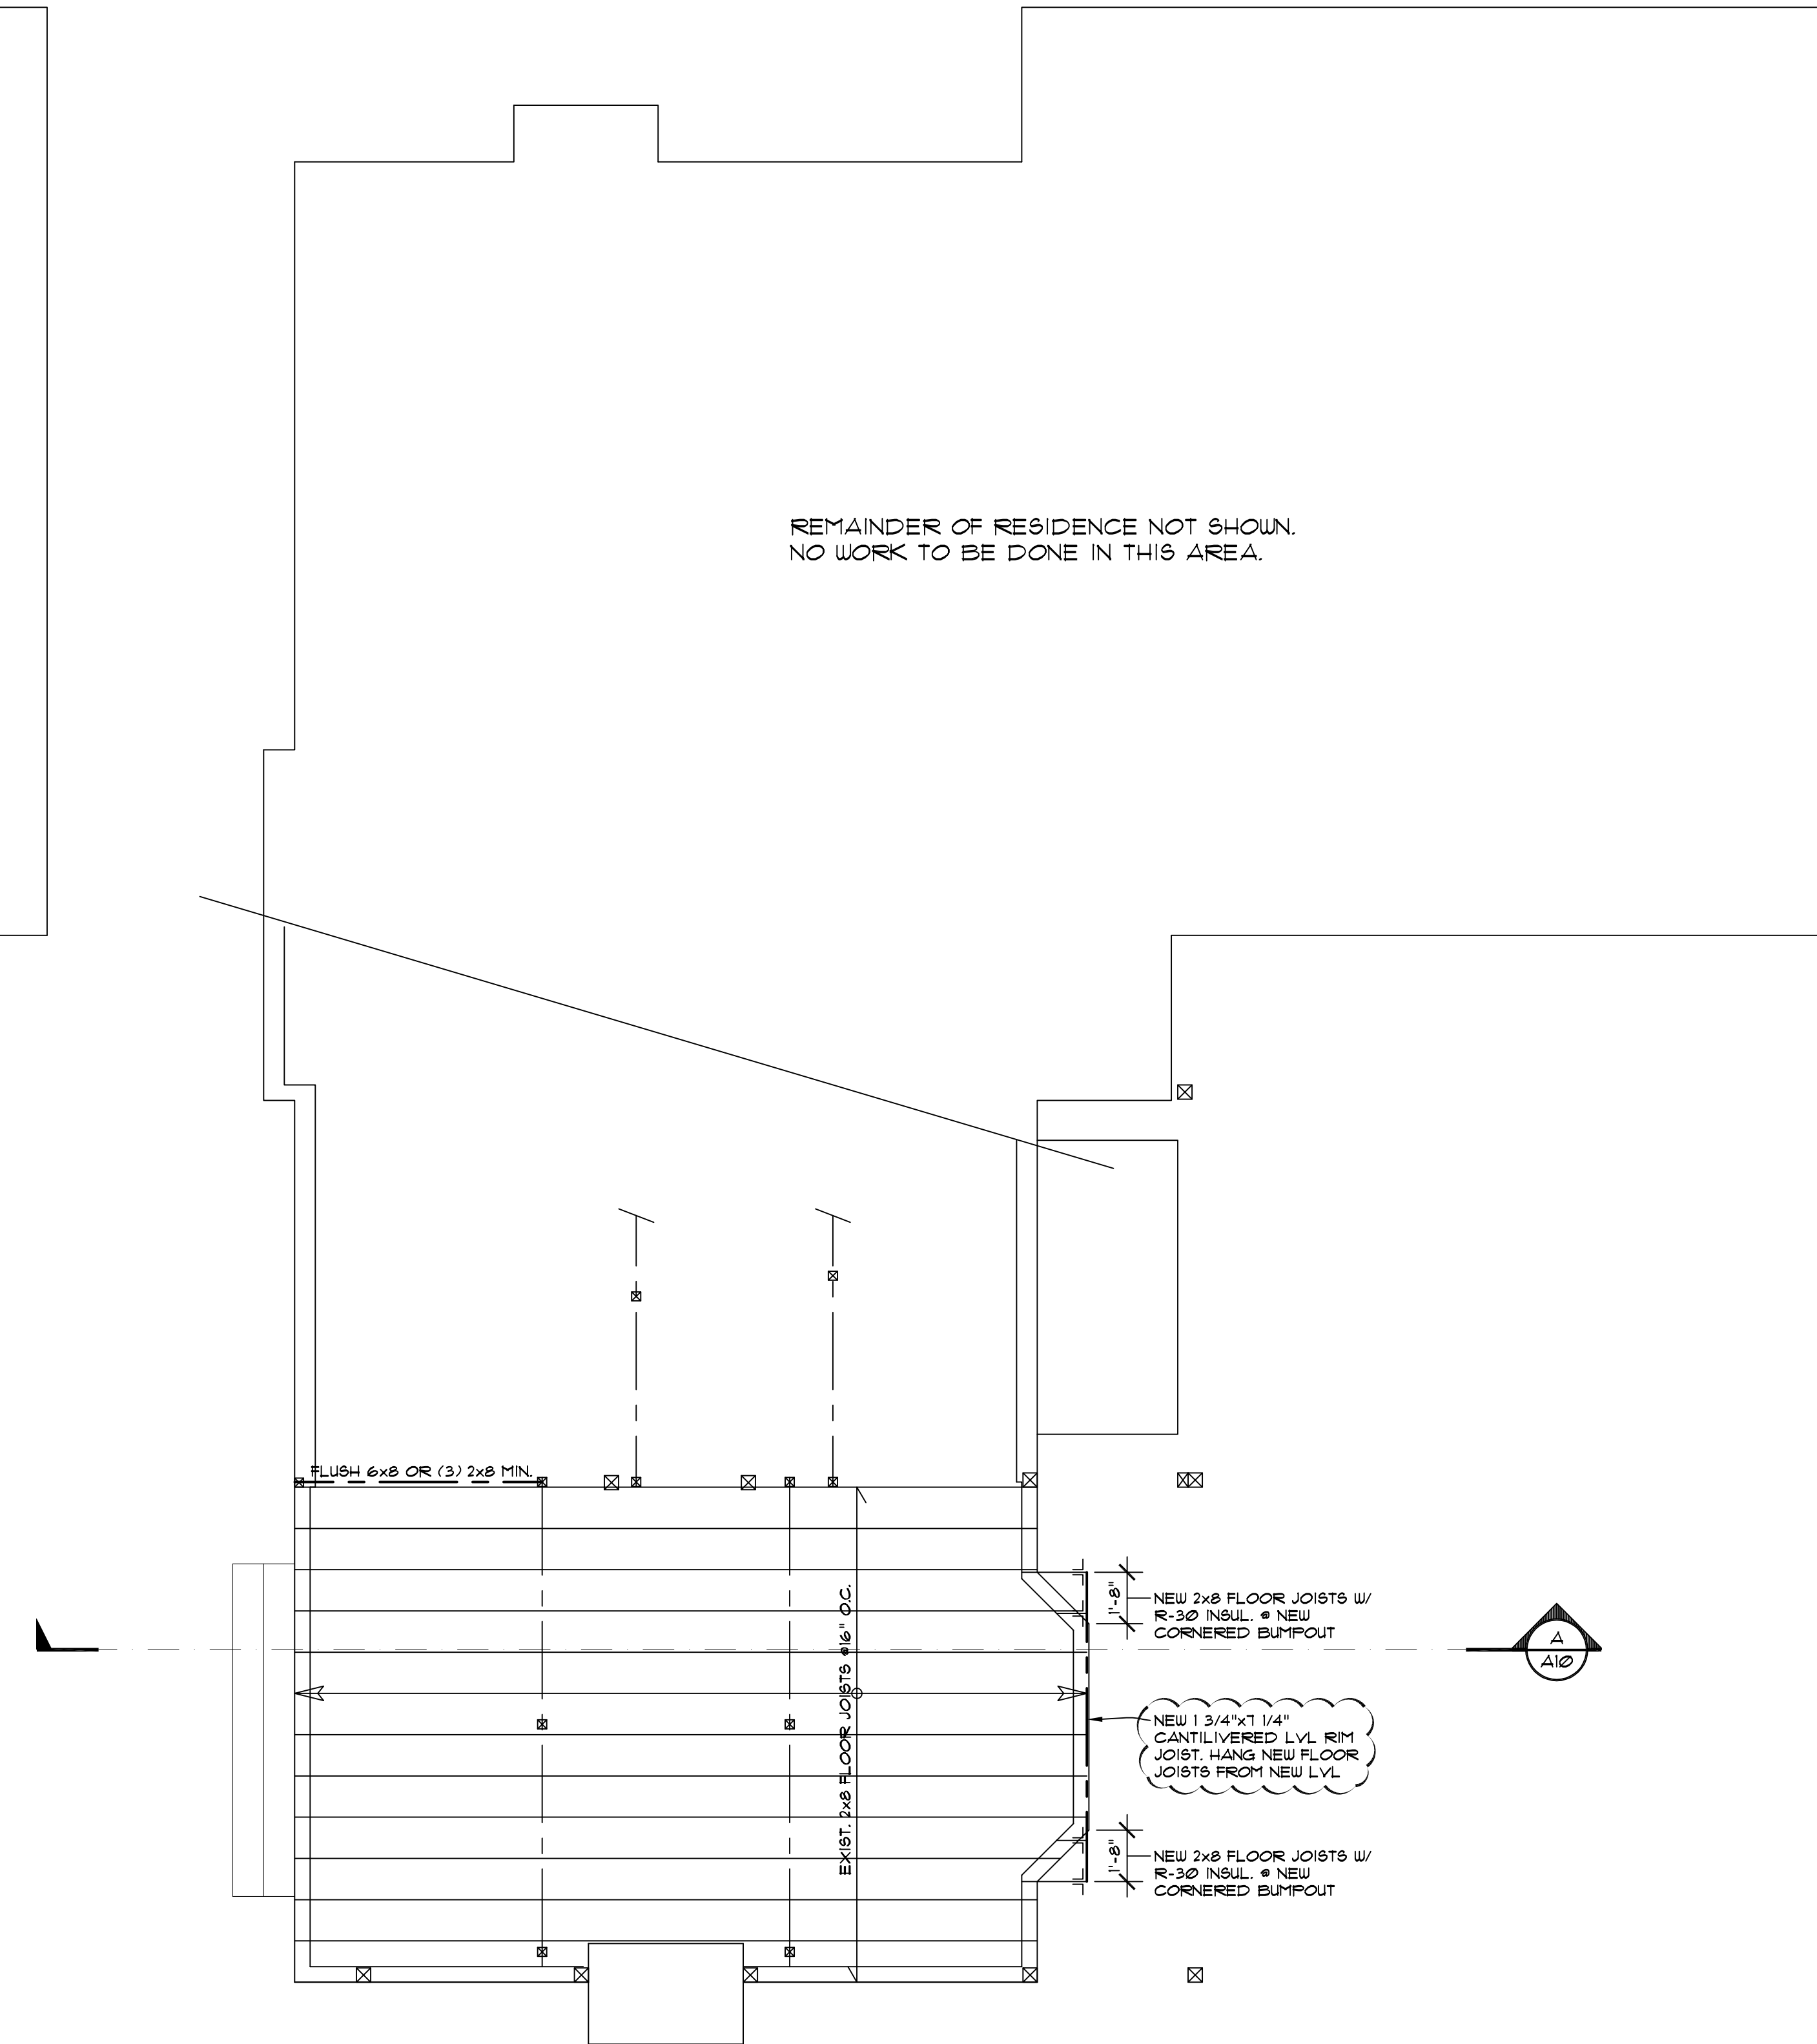 REMAINDER OF RESIDENCE NOT SHOWN.
NO WORK TO BE DONE IN THIS AREA.
FLUSH 6x8 OR (3) 2x8 MIN.
EXIST. 2x8 FLOOR JOISTS @16" O.C.
1'-8"
NEW 2x8 FLOOR JOISTS W/
R-30 INSUL. @ NEW
CORNERED BUMPOUT
A
A10
NEW 1 3/4"x7 1/4"
CANTILIVERED LVL RIM
JOIST. HANG NEW FLOOR
JOISTS FROM NEW LVL
1'-8"
NEW 2x8 FLOOR JOISTS W/
R-30 INSUL. @ NEW
CORNERED BUMPOUT